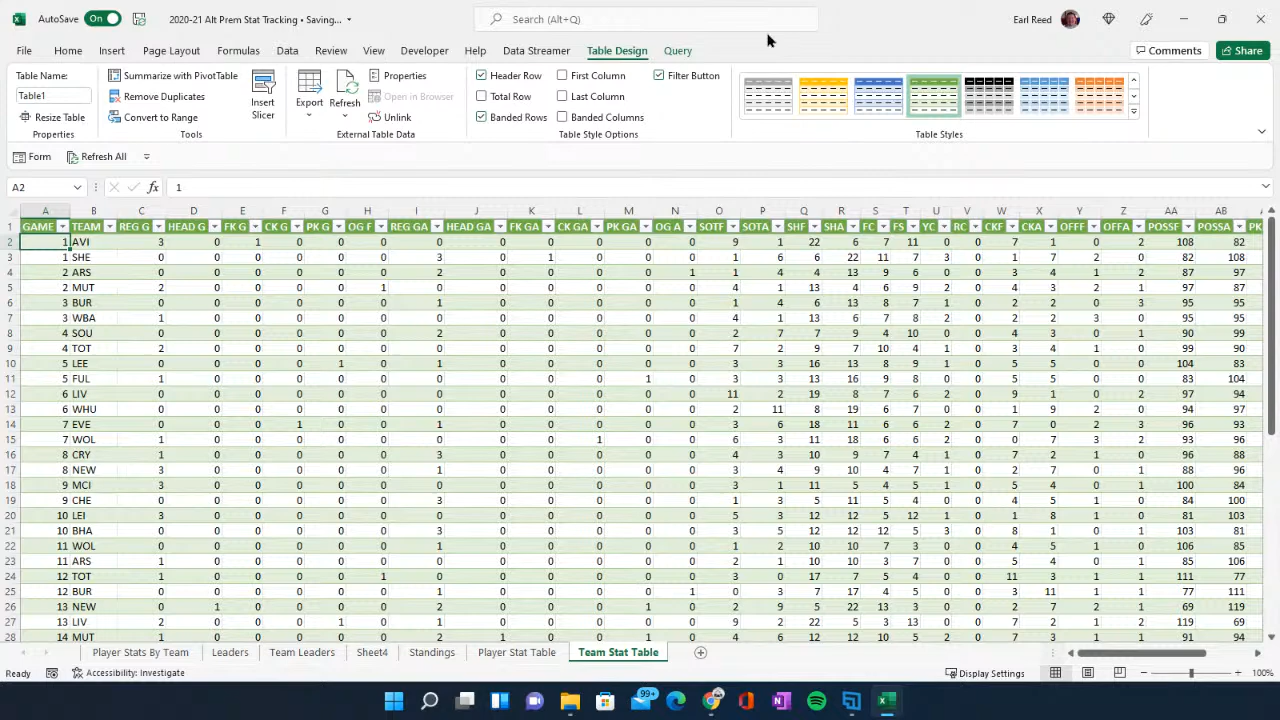 AutoSave On 2020-21 Alt Prem Stat Tracking • Saving... Search (Alt+Q) Earl Reed
File Home Insert Page Layout Formulas Data Review View Developer Help Data Streamer Table Design Query Comments Share
Table Name: Summarize with PivotTable Properties Header Row First Column Filter Button
Table1 Remove Duplicates Insert Slicer Export Refresh Open in Browser Total Row Last Column
Resize Table Convert to Range Unlink Banded Rows Banded Columns
Properties Tools External Table Data Table Style Options Table Styles
Form Refresh All
A2 fx 1
A B C D E F G H I J K L M N O P Q R S T U V W X Y Z AA AB
1 GAME TEAM REG G HEAD G FK G CK G PK G OG F REG GA HEAD GA FK GA CK GA PK GA OG A SOTF SOTA SHF SHA FC FS YC RC CKF CKA OFFF OFFA POSSF POSSA
2 1 AVI 3 0 1 0 0 0 0 0 0 0 0 0 9 1 22 6 7 11 0 0 7 1 0 2 108 82
3 1 SHE 0 0 0 0 0 0 3 0 1 0 0 0 1 6 6 22 11 7 3 0 1 7 2 0 82 108
4 2 ARS 0 0 0 0 0 0 2 0 0 0 0 1 1 4 4 13 9 6 0 0 3 4 1 2 87 97
5 2 MUT 2 0 0 0 0 1 0 0 0 0 0 0 4 1 13 4 6 9 2 0 4 3 2 1 97 87
6 3 BUR 0 0 0 0 0 0 1 0 0 0 0 0 1 4 6 13 8 7 1 0 2 2 0 3 95 95
7 3 WBA 1 0 0 0 0 0 0 0 0 0 0 0 4 1 13 6 7 8 2 0 2 2 3 0 95 95
8 4 SOU 0 0 0 0 0 0 2 0 0 0 0 0 2 7 7 9 4 10 0 0 4 3 0 1 90 99
9 4 TOT 2 0 0 0 0 0 0 0 0 0 0 0 7 2 9 7 10 4 1 0 3 4 1 0 99 90
10 5 LEE 0 0 0 0 1 0 1 0 0 0 0 0 3 3 16 13 8 9 1 0 5 5 0 0 104 83
11 5 FUL 1 0 0 0 0 0 0 0 0 0 1 0 3 3 13 16 9 8 0 0 5 5 0 0 83 104
12 6 LIV 0 0 0 0 0 0 0 0 0 0 0 0 11 2 19 8 7 6 2 0 9 1 0 2 97 94
13 6 WHU 0 0 0 0 0 0 0 0 0 0 0 0 2 11 8 19 6 7 0 0 1 9 2 0 94 97
14 7 EVE 0 0 0 1 0 0 1 0 0 0 0 0 3 6 18 11 6 6 2 0 7 0 2 3 96 93
15 7 WOL 1 0 0 0 0 0 0 0 0 1 0 0 6 3 11 18 6 6 2 0 0 7 3 2 93 96
16 8 CRY 1 0 0 0 0 0 3 0 0 0 0 0 4 3 10 9 7 4 1 0 7 2 1 0 96 88
17 8 NEW 3 0 0 0 0 0 1 0 0 0 0 0 3 4 9 10 4 7 1 0 2 7 0 1 88 96
18 9 MCI 3 0 0 0 0 0 0 0 0 0 0 0 3 1 11 5 4 5 1 0 5 4 0 1 100 84
19 9 CHE 0 0 0 0 0 0 3 0 0 0 0 0 1 3 5 11 5 4 0 0 4 5 1 0 84 100
20 10 LEI 3 0 0 0 0 0 0 0 0 0 0 0 5 3 12 12 5 12 1 0 1 8 0 1 81 103
21 10 BHA 0 0 0 0 0 0 3 0 0 0 0 0 3 5 12 12 12 5 3 0 8 1 1 0 103 81
22 11 WOL 0 0 0 0 0 0 1 0 0 0 0 0 1 2 10 10 7 3 0 0 4 5 1 0 106 85
23 11 ARS 1 0 0 0 0 0 0 0 0 0 0 0 2 1 10 10 3 7 0 0 5 4 0 1 85 106
24 12 TOT 1 0 0 0 0 1 0 0 0 0 0 0 3 0 17 7 5 4 0 0 11 3 1 1 111 77
25 12 BUR 0 0 0 0 0 0 1 0 0 0 0 1 0 3 7 17 4 5 0 0 3 11 1 1 77 111
26 13 NEW 0 1 0 0 0 0 2 0 0 0 1 0 2 9 5 22 13 3 0 0 2 7 2 1 69 119
27 13 LIV 2 0 0 0 1 0 1 0 0 0 0 0 9 2 22 5 3 13 0 0 7 2 1 2 119 69
28 14 MUT 1 0 0 0 0 0 2 1 0 0 1 0 4 6 12 12 10 5 2 0 7 3 1 1 91 94
Player Stats By Team Leaders Team Leaders Sheet4 Standings Player Stat Table Team Stat Table
Ready Accessibility: Investigate Display Settings 100%
99+